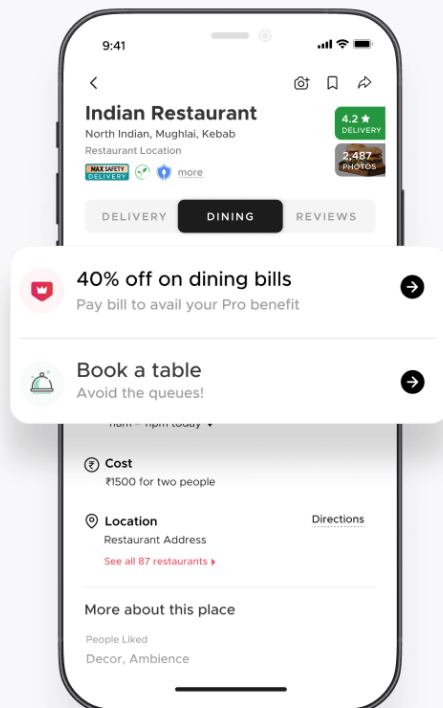 9:41
Indian Restaurant
North Indian, Mughlai, Kebab
Restaurant Location
MAX SAFETY
DELIVERY
more
4.2 ★
DELIVERY
2,487
PHOTOS
DELIVERY DINING REVIEWS
40% off on dining bills
Pay bill to avail your Pro benefit
Book a table
Avoid the queues!
11am – 11pm today
Cost
₹1500 for two people
Location
Directions
Restaurant Address
See all 87 restaurants
More about this place
People Liked
Decor, Ambience